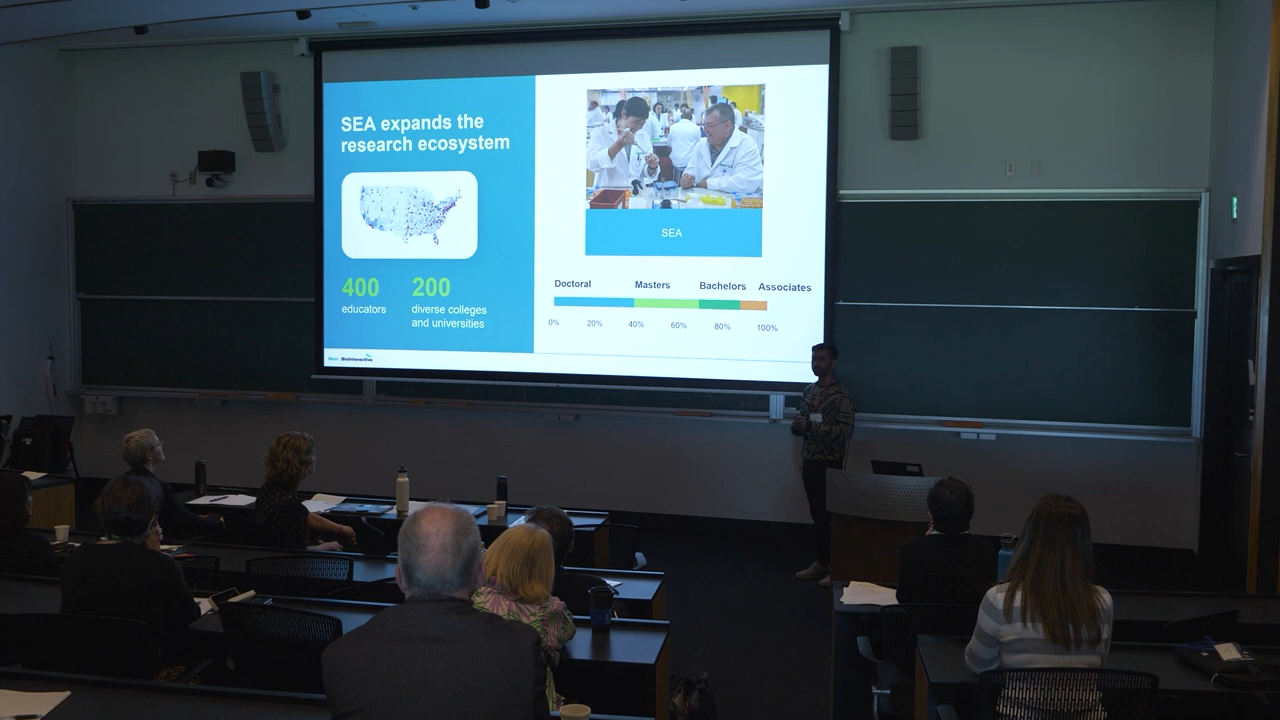 SEA expands the
research ecosystem
400
educators
200
diverse colleges
and universities
BioInteractive
SEA
Doctoral Masters Bachelors Associates
0% 20% 40% 60% 80% 100%